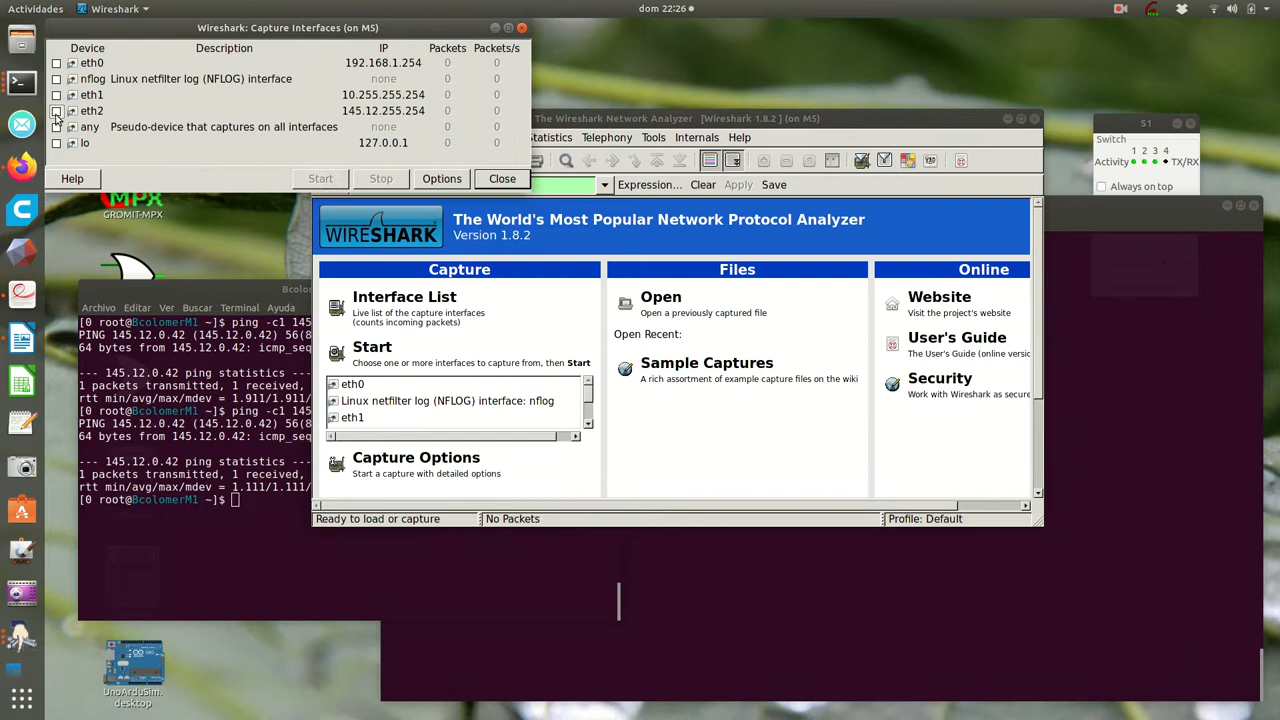 Actividades
Wireshark
dom 22:26
Wireshark: Capture Interfaces (on M5)
Device Description IP Packets Packets/s
eth0 192.168.1.254 0 0
nflog Linux netfilter log (NFLOG) interface none 0 0
eth1 10.255.255.254 0 0
eth2 145.12.255.254 0 0
any Pseudo-device that captures on all interfaces none 0 0
lo 127.0.0.1 0 0
Help Start Stop Options Close
The Wireshark Network Analyzer [Wireshark 1.8.2 ] (on M5)
Statistics Telephony Tools Internals Help
Expression... Clear Apply Save
WIRESHARK
The World's Most Popular Network Protocol Analyzer
Version 1.8.2
Capture
Interface List
Live list of the capture interfaces
(counts incoming packets)
Start
Choose one or more interfaces to capture from, then Start
eth0
Linux netfilter log (NFLOG) interface: nflog
eth1
Capture Options
Start a capture with detailed options
Files
Open
Open a previously captured file
Open Recent:
Sample Captures
A rich assortment of example capture files on the wiki
Online
Website
Visit the project's website
User's Guide
The User's Guide (online versio
Security
Work with Wireshark as secure
Ready to load or capture No Packets Profile: Default
S1
Switch
1 2 3 4
Activity TX/RX
Always on top
MPX
GROMIT-MPX
Bcolom
Archivo Editar Ver Buscar Terminal Ayuda
[0 root@BcolomerM1 ~]$ ping -c1 145
PING 145.12.0.42 (145.12.0.42) 56(8
64 bytes from 145.12.0.42: icmp_seq
--- 145.12.0.42 ping statistics ---
1 packets transmitted, 1 received,
rtt min/avg/max/mdev = 1.911/1.911/
[0 root@BcolomerM1 ~]$ ping -c1 145
PING 145.12.0.42 (145.12.0.42) 56(8
64 bytes from 145.12.0.42: icmp_seq
--- 145.12.0.42 ping statistics ---
1 packets transmitted, 1 received,
rtt min/avg/max/mdev = 1.111/1.111/
[0 root@BcolomerM1 ~]$
UnoArduSim.
desktop